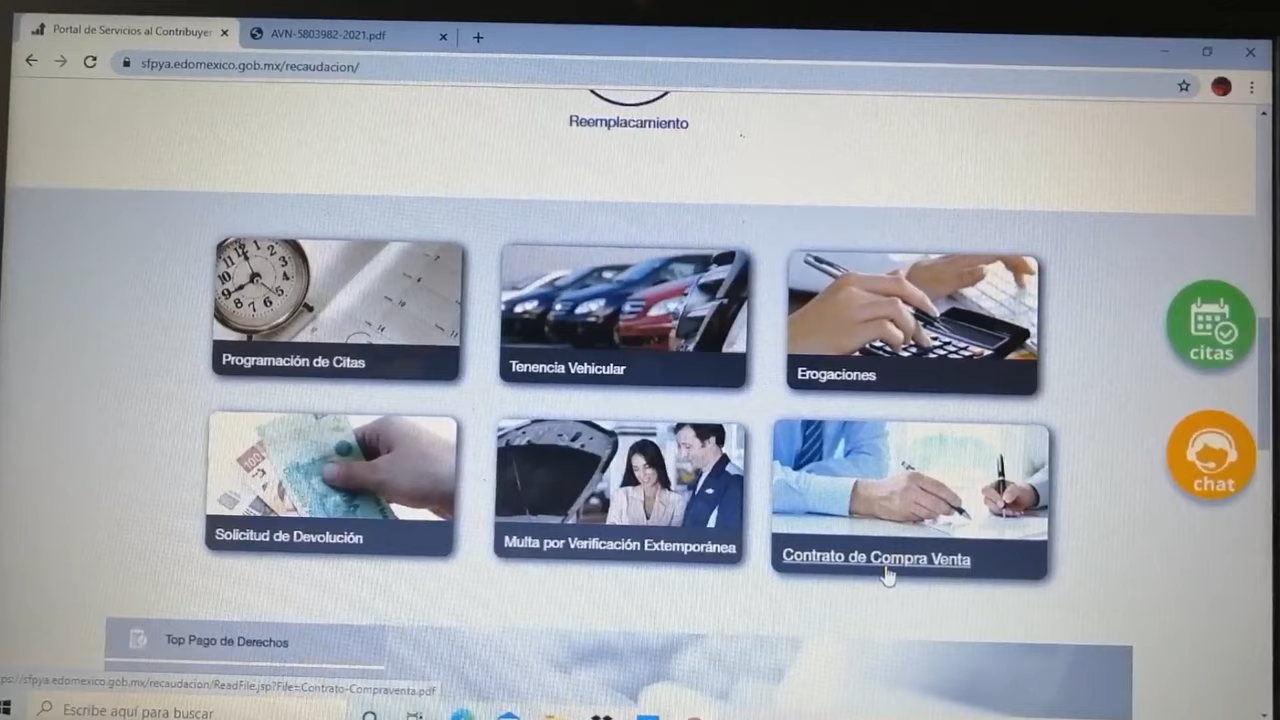 Portal de Servicios al Contribuyer
AVN-5803982-2021.pdf
sfpya.edomexico.gob.mx/recaudacion/
Reemplacamiento
Programación de Citas
Tenencia Vehicular
Erogaciones
citas
Solicitud de Devolución
Multa por Verificación Extemporánea
Contrato de Compra Venta
chat
Top Pago de Derechos
ps://sfpya.edomexico.gob.mx/recaudacion/ReadFile.jsp?File=Contrato-Compraventa.pdf
Escribe aquí para buscar